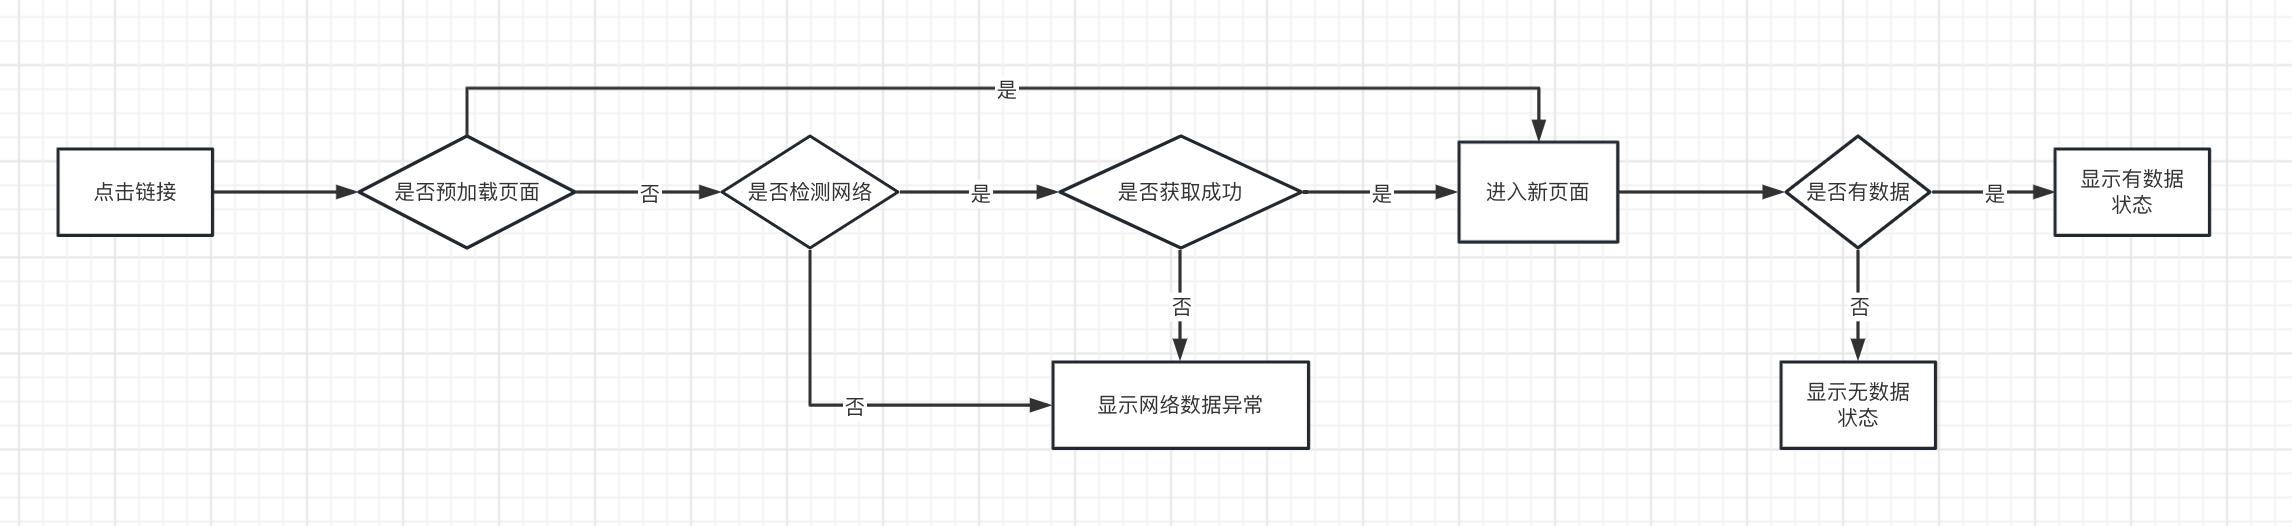 是
点击链接
是否预加载页面
否
是否检测网络
是
是否获取成功
是
进入新页面
是否有数据
是
显示有数据
状态
否
否
显示无数据
状态
否
显示网络数据异常